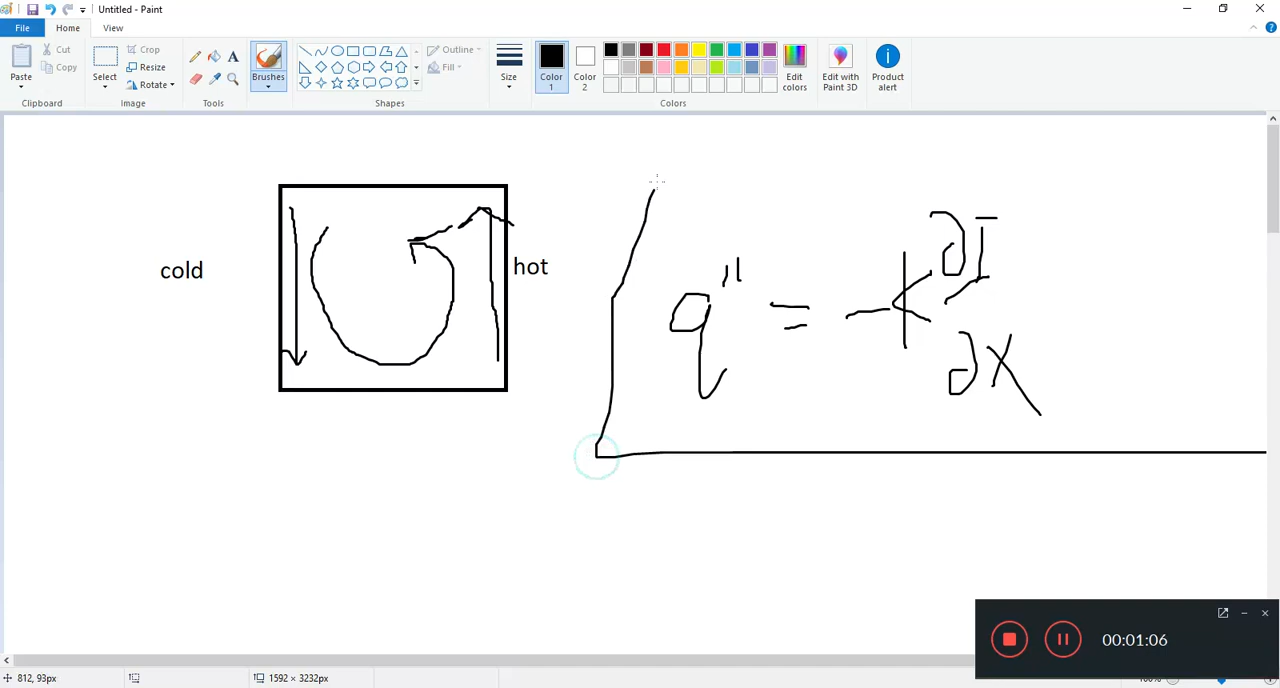 Untitled - Paint
File Home View
Paste
Cut
Copy
Clipboard
Select
Crop
Resize
Rotate
Image
A
Tools
Brushes
Shapes
Outline
Fill
Size
Color 1
Color 2
Colors
Edit colors
Edit with Paint 3D
Product alert
cold
hot
q" = -k ∂T
∂x
00:01:06
812, 93px
1592 × 3232px